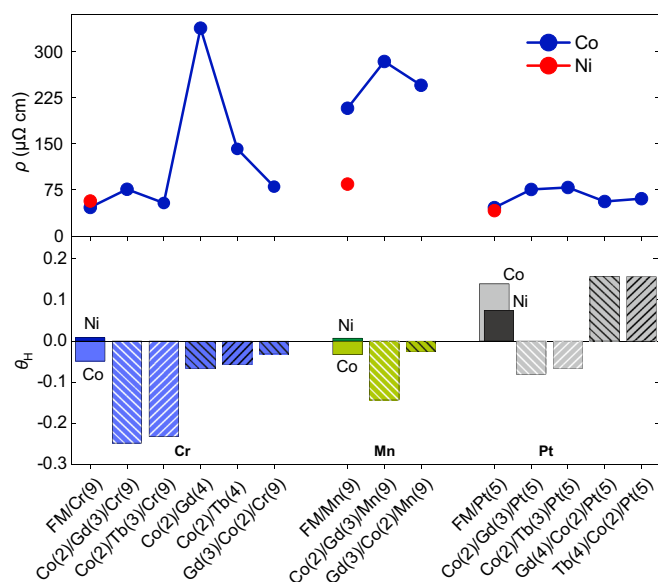 300
225
150
75
0
ρ (μΩ cm)
Co
Ni
0.2
0.1
0.0
-0.1
-0.2
-0.3
θH
Ni
Co
Cr
Ni
Co
Mn
Co
Ni
Pt
FM/Cr(9)
Co(2)/Gd(3)/Cr(9)
Co(2)/Tb(3)/Cr(9)
Co(2)/Gd(4)
Co(2)/Tb(4)
Gd(3)/Co(2)/Cr(9)
FM/Mn(9)
Co(2)/Gd(3)/Mn(9)
Gd(3)/Co(2)/Mn(9)
FM/Pt(5)
Co(2)/Gd(3)/Pt(5)
Co(2)/Tb(3)/Pt(5)
Gd(4)/Co(2)/Pt(5)
Tb(4)/Co(2)/Pt(5)